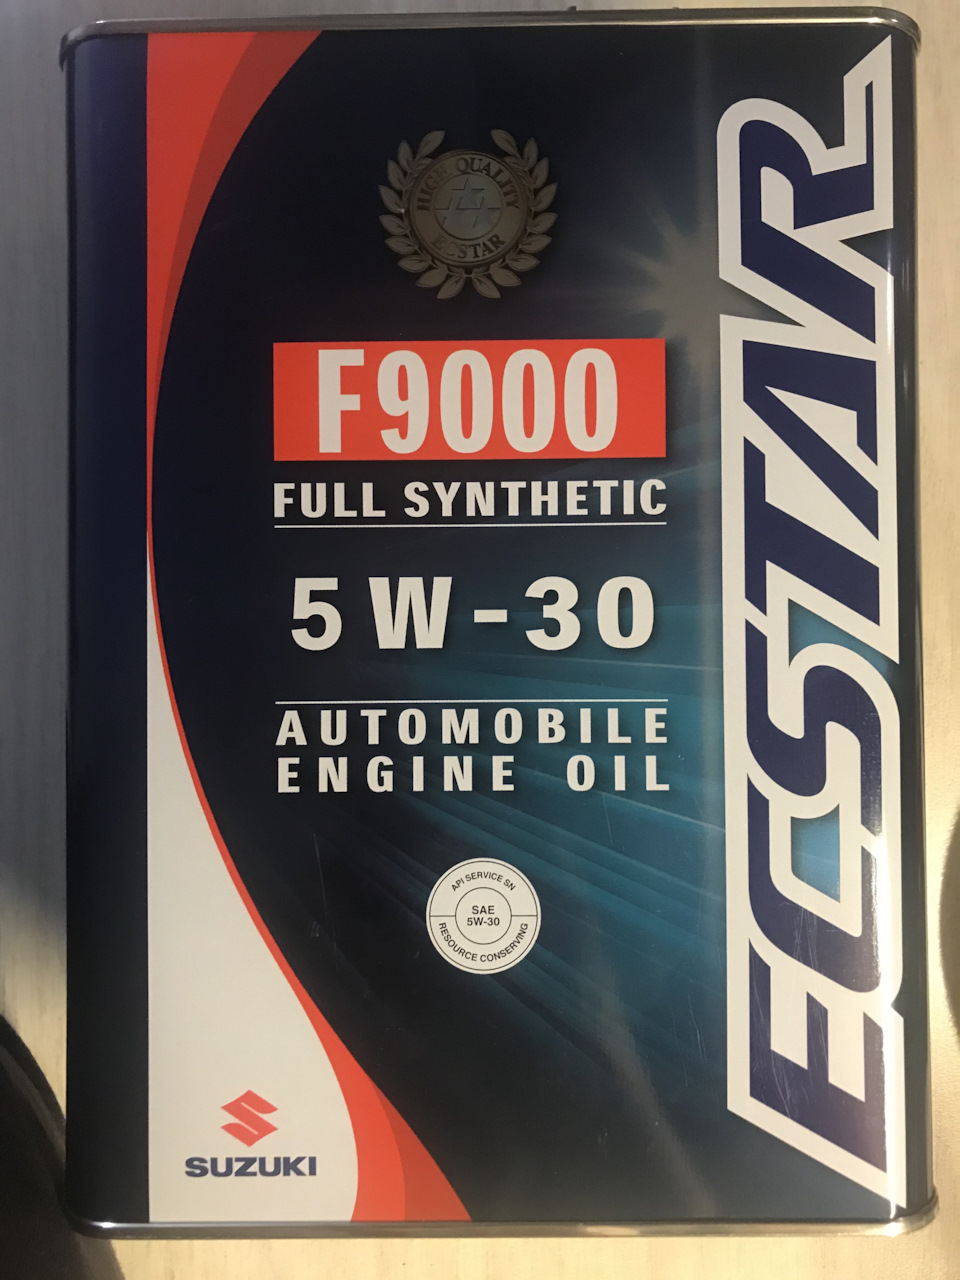 HIGH QUALITY
ECSTAR
F9000
FULL SYNTHETIC
5W-30
AUTOMOBILE
ENGINE OIL
API SERVICE SN
SAE
5W-30
RESOURCE CONSERVING
SUZUKI
ECSTAR